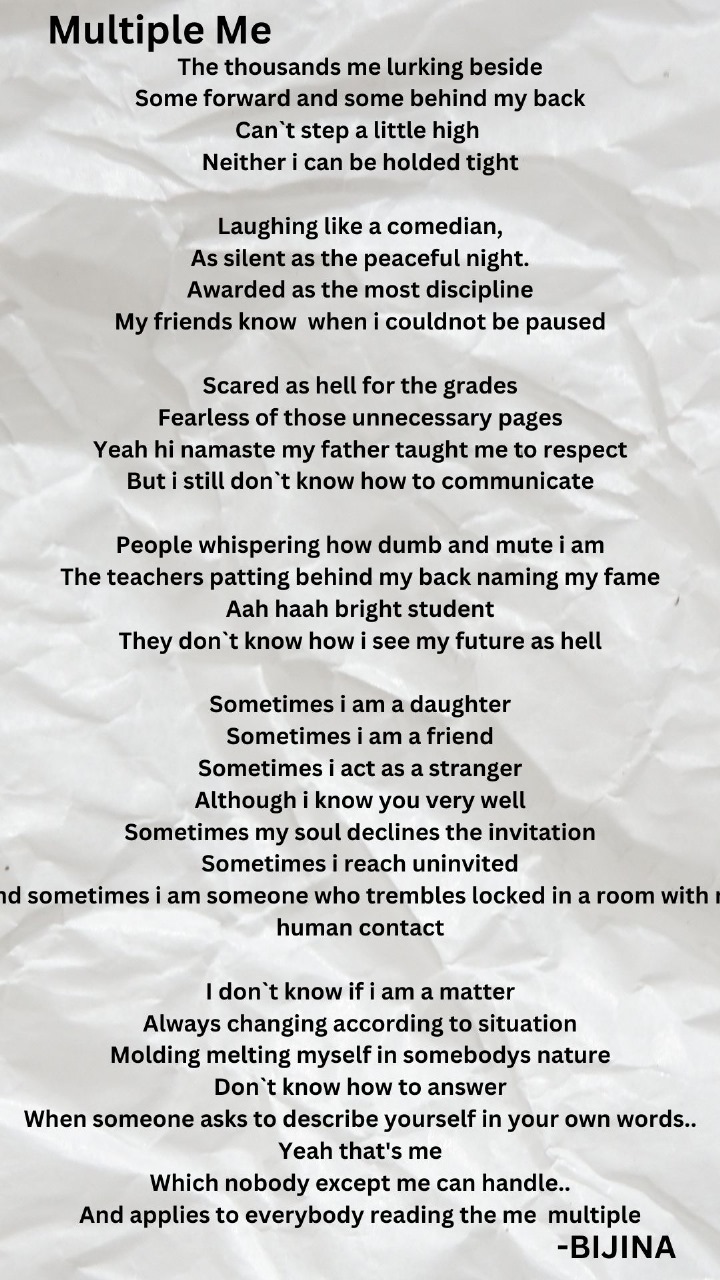 Multiple Me
The thousands me lurking beside
Some forward and some behind my back
Can`t step a little high
Neither i can be holded tight
Laughing like a comedian,
As silent as the peaceful night.
Awarded as the most discipline
My friends know  when i couldnot be paused
Scared as hell for the grades
Fearless of those unnecessary pages
Yeah hi namaste my father taught me to respect
But i still don`t know how to communicate
People whispering how dumb and mute i am
The teachers patting behind my back naming my fame
Aah haah bright student
They don`t know how i see my future as hell
Sometimes i am a daughter
Sometimes i am a friend
Sometimes i act as a stranger
Although i know you very well
Sometimes my soul declines the invitation
Sometimes i reach uninvited
sometimes i am someone who trembles locked in a room with
human contact
I don`t know if i am a matter
Always changing according to situation
Molding melting myself in somebodys nature
Don`t know how to answer
When someone asks to describe yourself in your own words..
Yeah that's me
Which nobody except me can handle..
And applies to everybody reading the me  multiple
-BIJINA